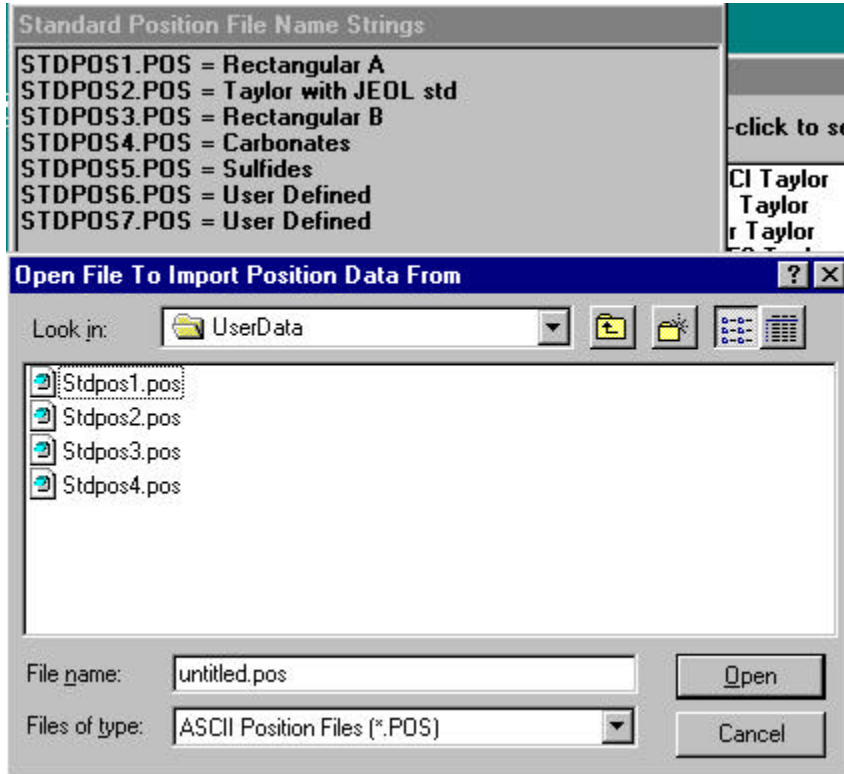 Standard Position File Name Strings
STDPOS1.POS = Rectangular A
STDPOS2.POS = Taylor with JEOL std
STDPOS3.POS = Rectangular B
STDPOS4.POS = Carbonates
STDPOS5.POS = Sulfides
STDPOS6.POS = User Defined
STDPOS7.POS = User Defined
-click to
CI Taylor
Taylor
r Taylor
Open File To Import Position Data From
Look in:
UserData
Stdpos1.pos
Stdpos2.pos
Stdpos3.pos
Stdpos4.pos
File name:
untitled.pos
Open
Files of type:
ASCII Position Files (*.POS)
Cancel